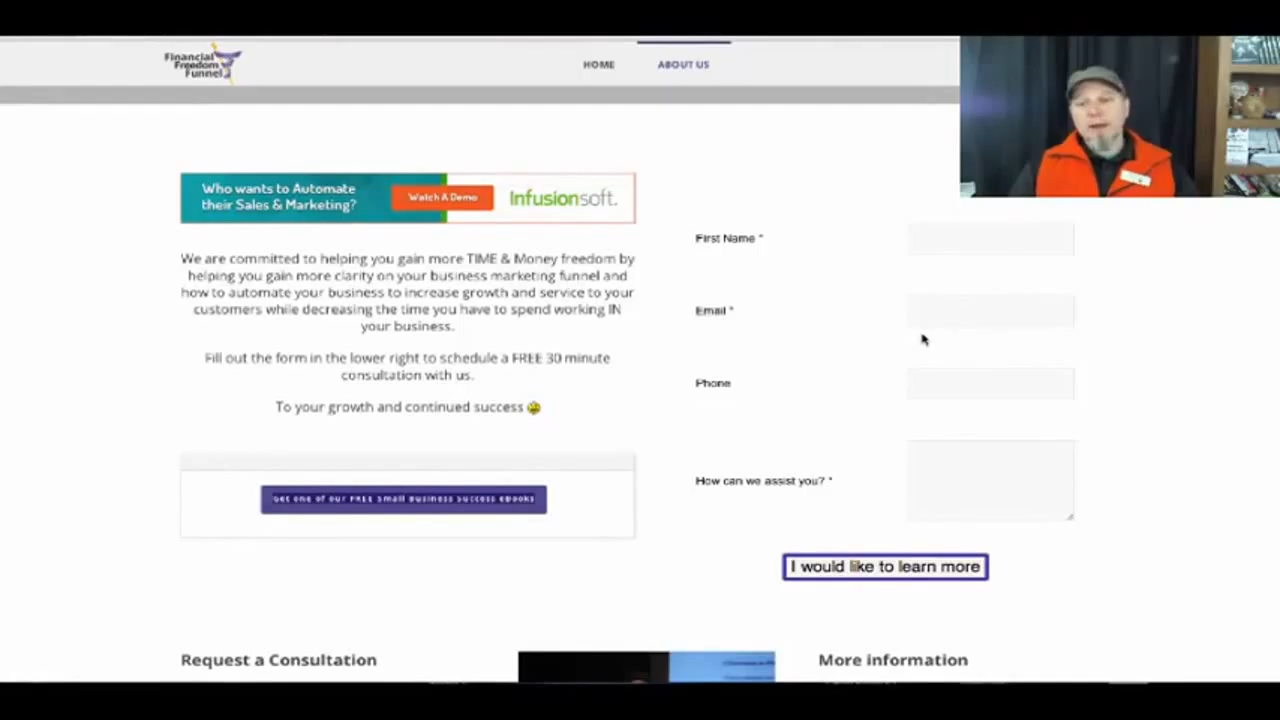 Financial
Freedom
Funnel
HOME
ABOUT US
Who wants to Automate
their Sales & Marketing?
Watch A Demo
Infusionsoft.
We are committed to helping you gain more TIME & Money freedom by
helping you gain more clarity on your business marketing funnel and
how to automate your business to increase growth and service to your
customers while decreasing the time you have to spend working IN
your business.
Fill out the form in the lower right to schedule a FREE 30 minute
consultation with us.
To your growth and continued success
Get one of our FREE Small Business Success eBooks
First Name *
Email *
Phone
How can we assist you? *
I would like to learn more
Request a Consultation
More information